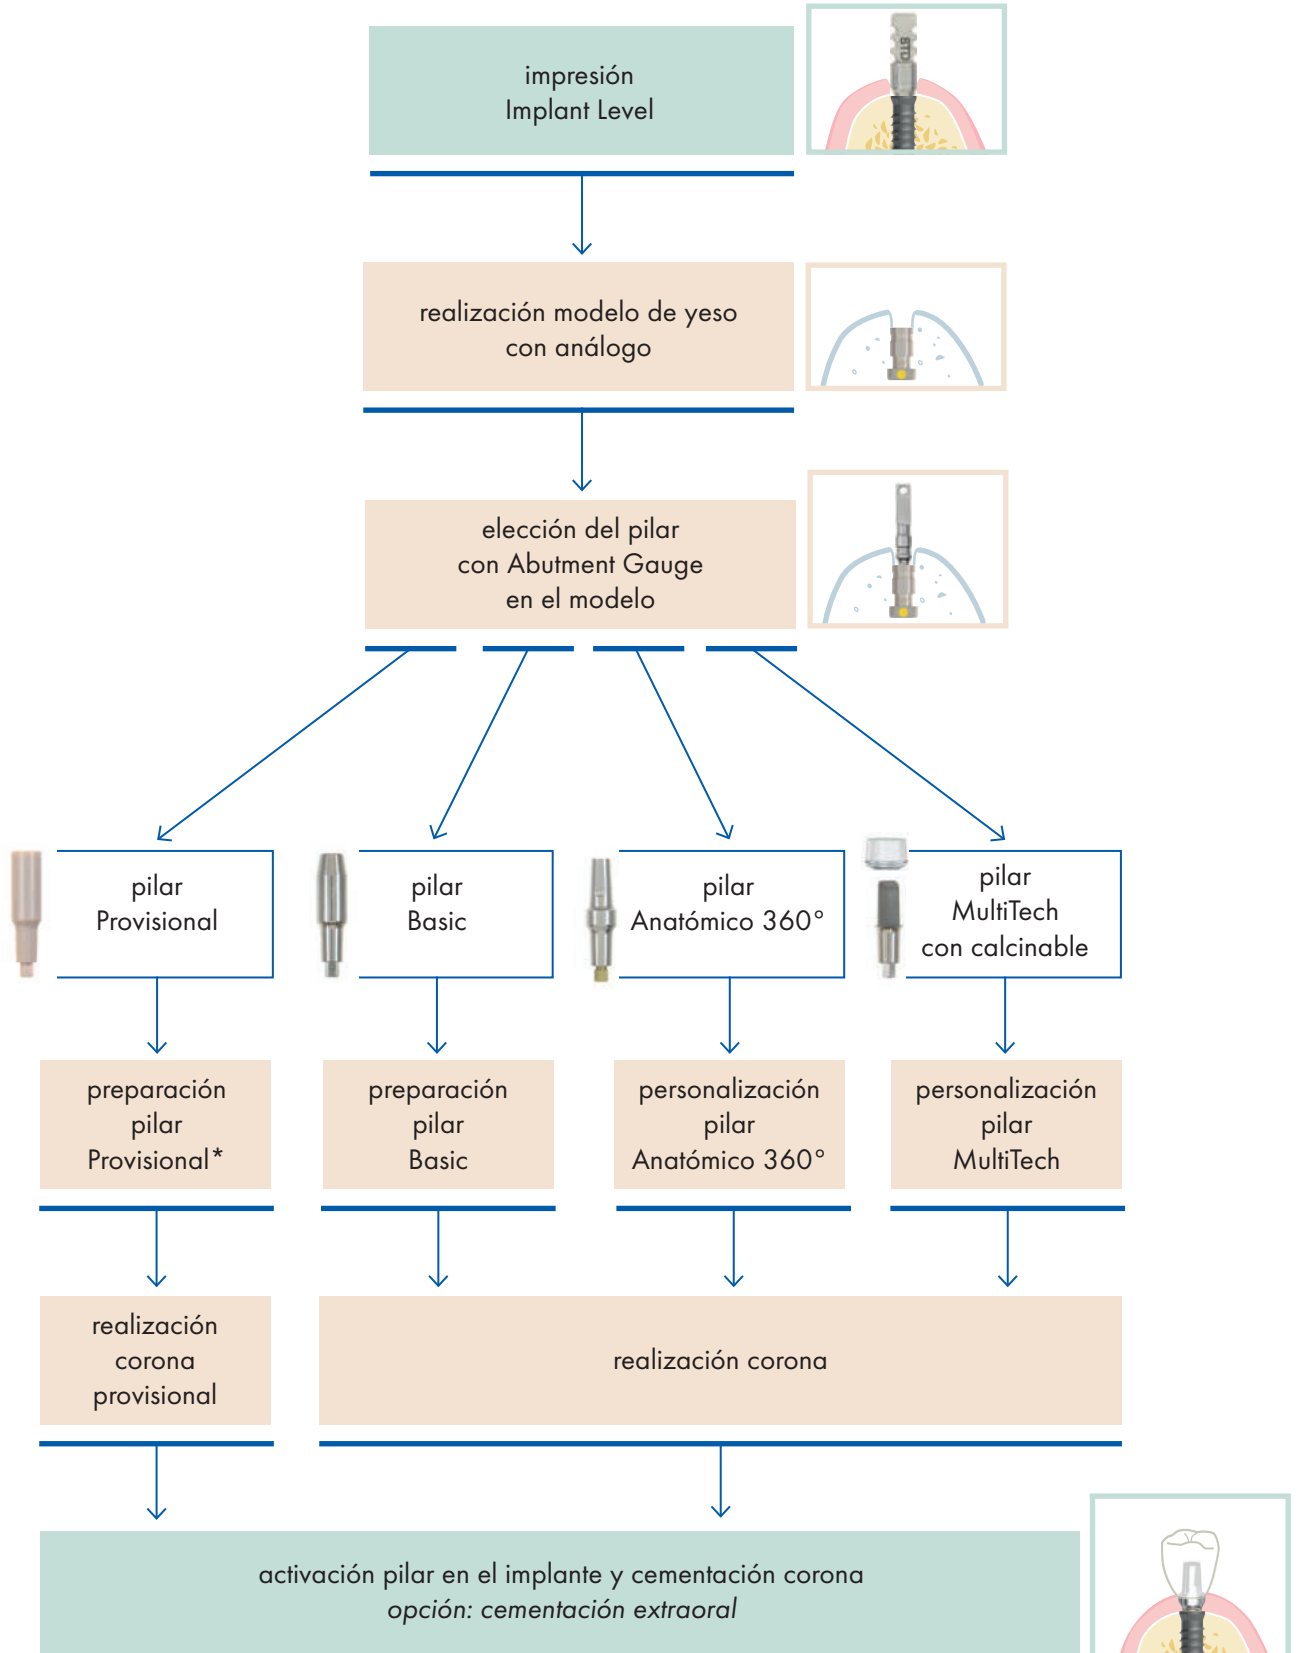 impresión
Implant Level
STD
realización modelo de yeso
con análogo
elección del pilar
con Abutment Gauge
en el modelo
pilar
Provisional
pilar
Basic
pilar
Anatómico 360°
pilar
MultiTech
con calcinable
preparación
pilar
Provisional*
preparación
pilar
Basic
personalización
pilar
Anatómico 360°
personalización
pilar
MultiTech
realización
corona
provisional
realización corona
activación pilar en el implante y cementación corona
opción: cementación extraoral